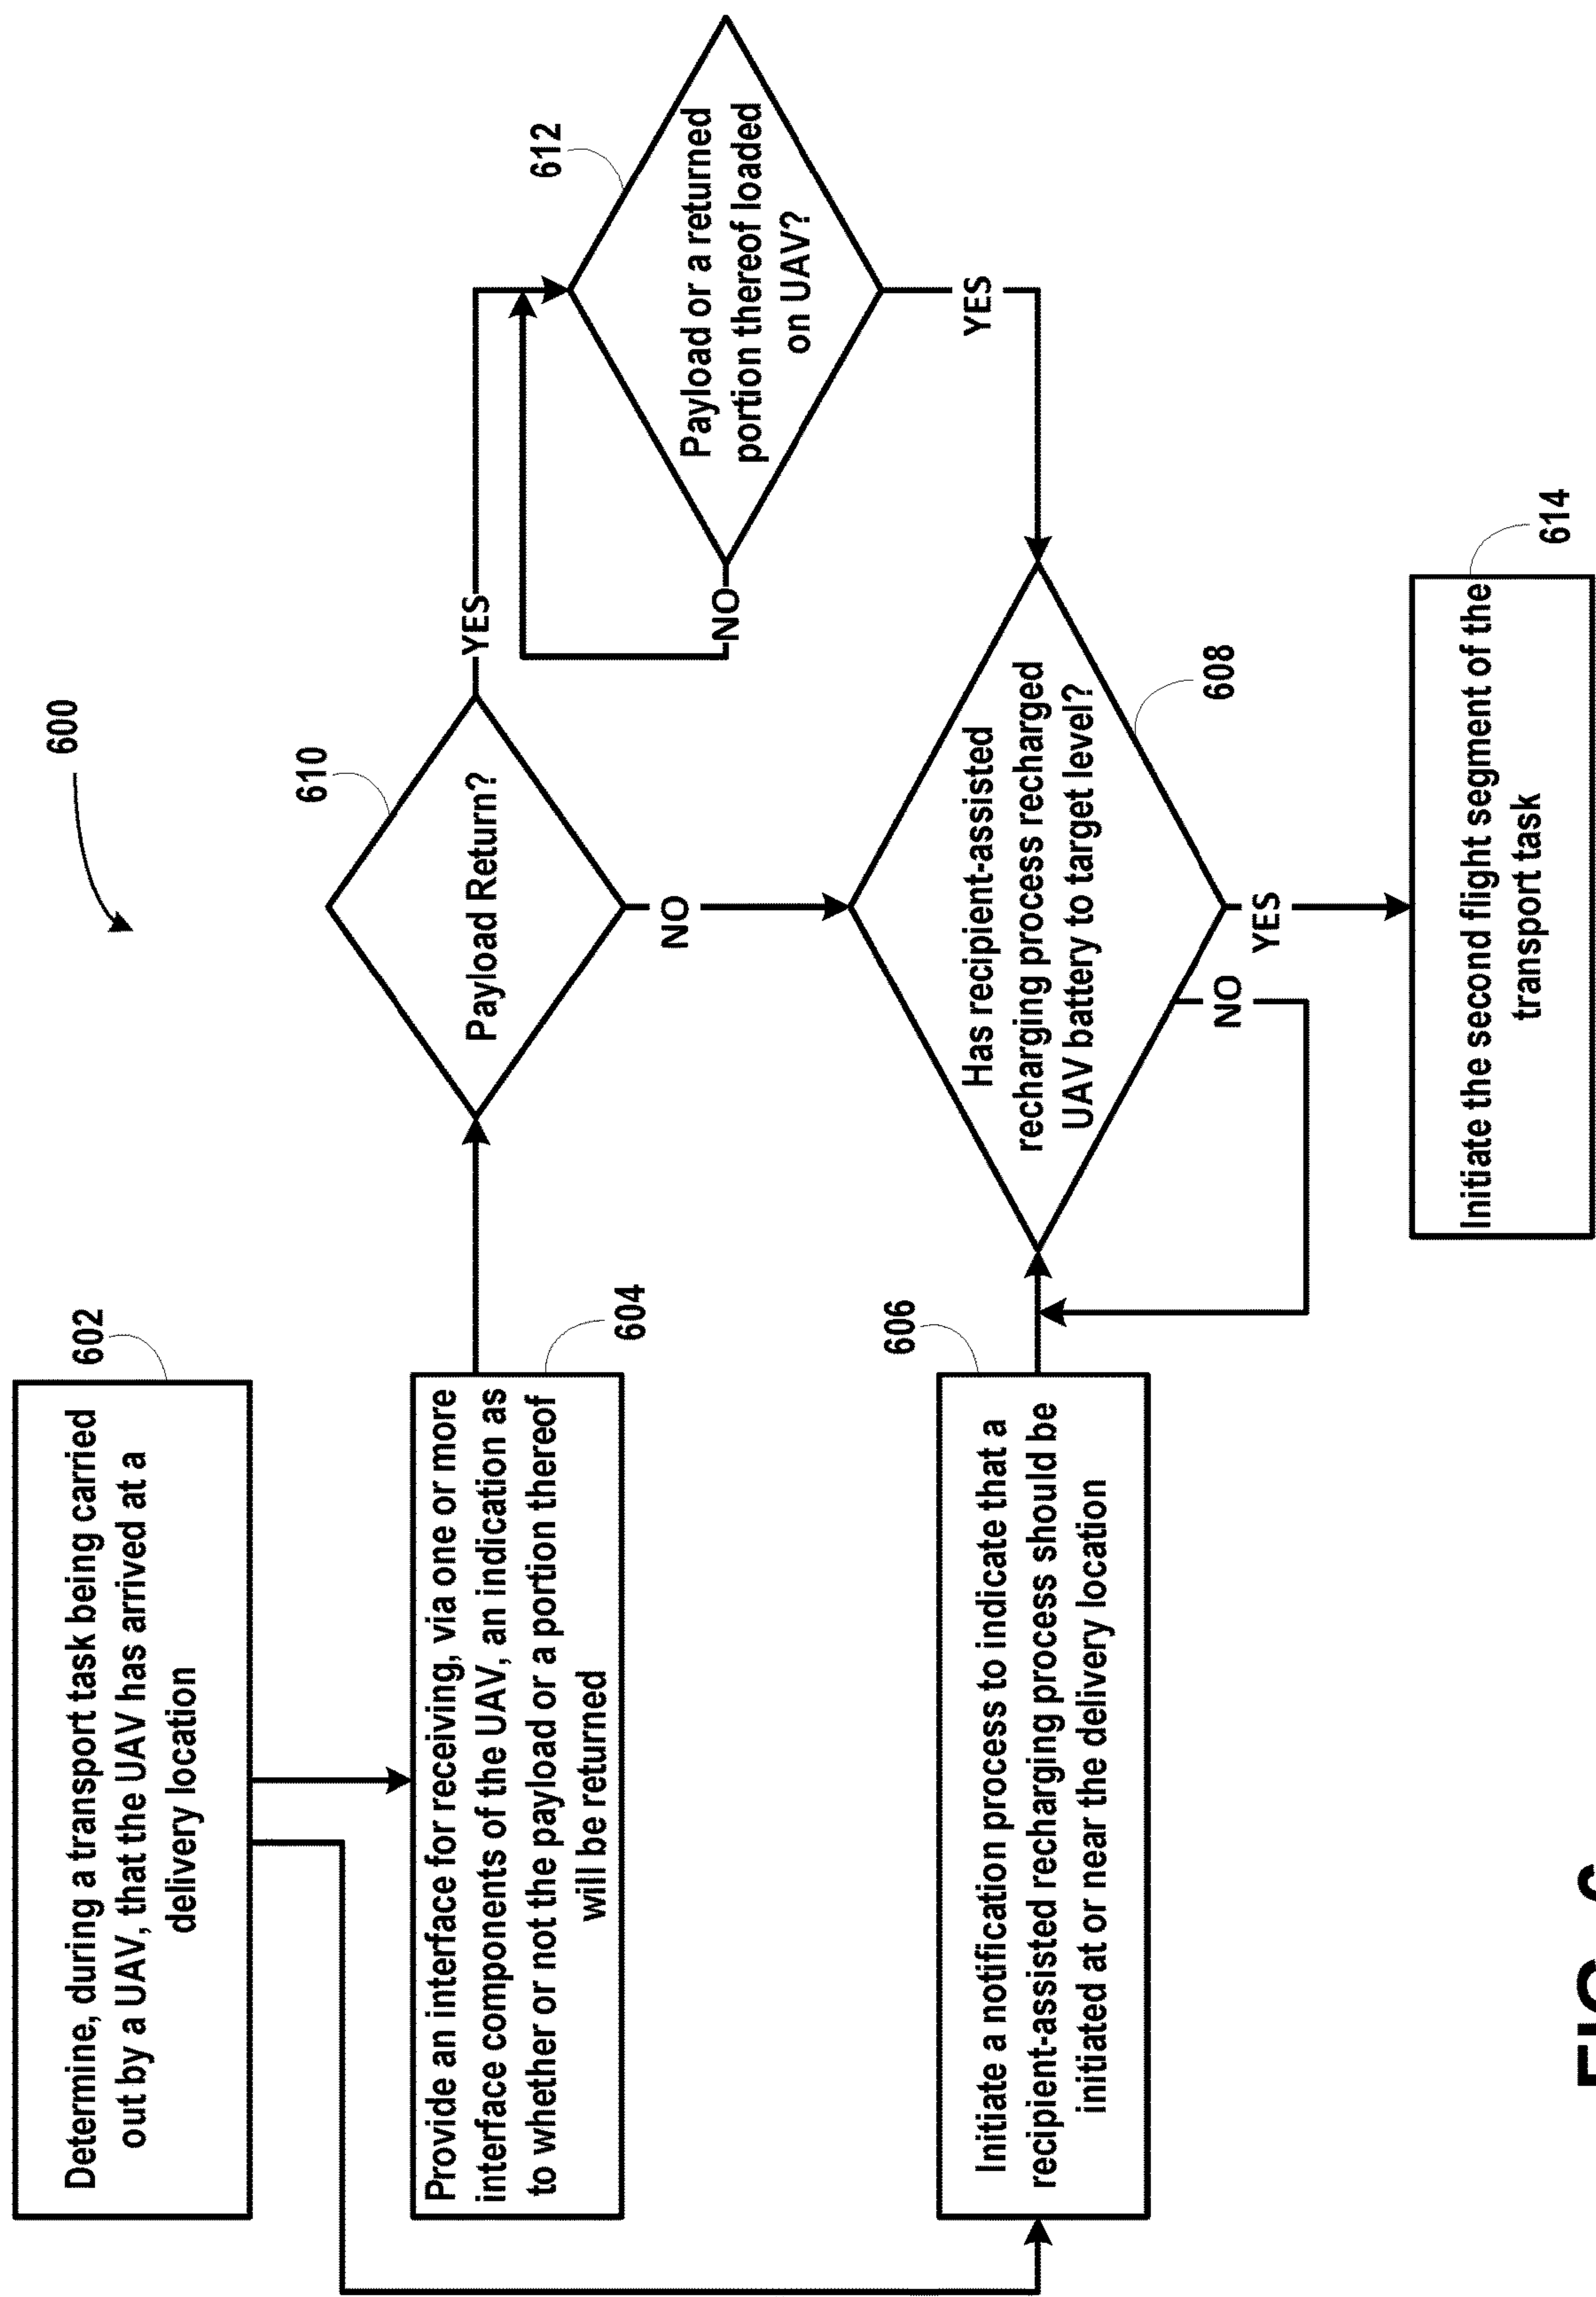 600
602
Determine, during a transport task being carried
out by a UAV, that the UAV has arrived at a
delivery location
604
Provide an interface for receiving, via one or more
interface components of the UAV, an indication as
to whether or not the payload or a portion thereof
will be returned
610
Payload Return?
YES
NO
612
Payload or a returned
portion thereof loaded
on UAV?
NO
YES
606
Initiate a notification process to indicate that a
recipient-assisted recharging process should be
initiated at or near the delivery location
608
Has recipient-assisted
recharging process recharged
UAV battery to target level?
NO
YES
614
Initiate the second flight segment of the
transport task